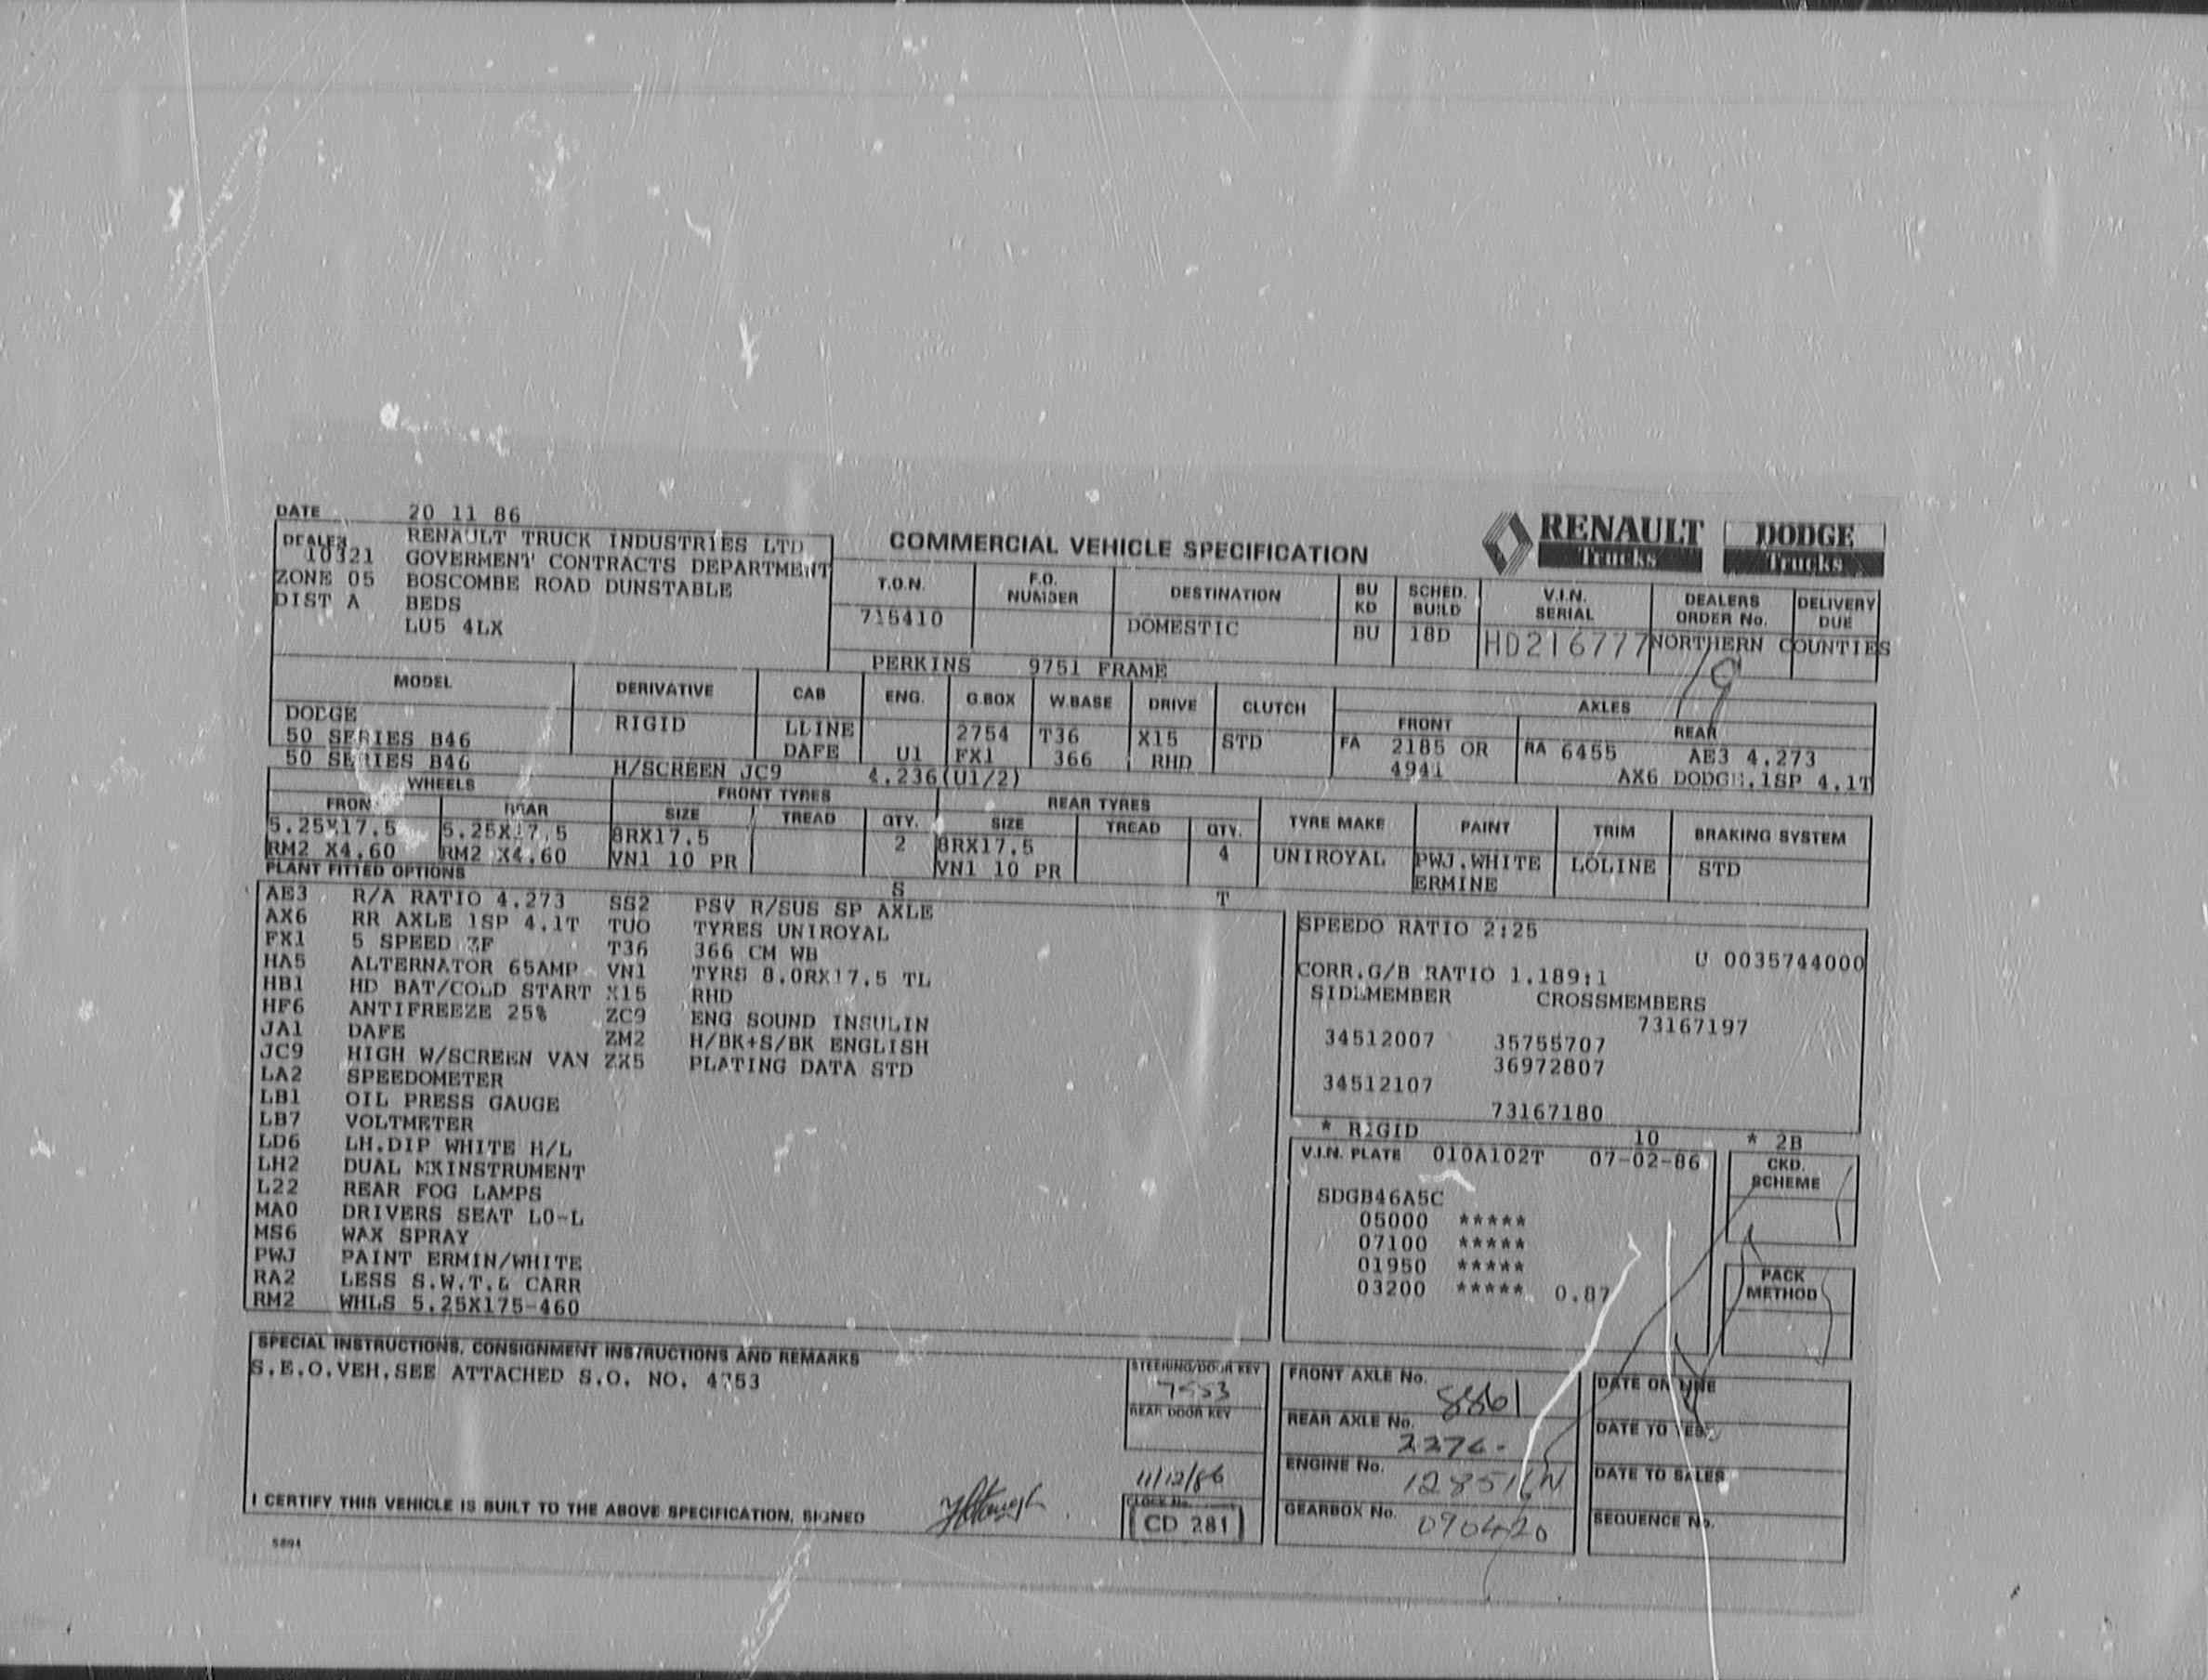 DATE 20 11 86
RENAULT Trucks DODGE Trucks
COMMERCIAL VEHICLE SPECIFICATION
DEALER 10321 RENAULT TRUCK INDUSTRIES LTD
GOVERMENT CONTRACTS DEPARTMENT
ZONE 05 BOSCOMBE ROAD DUNSTABLE
DIST A BEDS
LU5 4LX
T.O.N. F.O. NUMBER DESTINATION BU KD SCHED. BUILD V.I.N. SERIAL DEALERS ORDER No. DELIVERY DUE
715410 DOMESTIC BU 18D HD216777 NORTHERN COUNTIES
PERKINS 9751 FRAME
MODEL DERIVATIVE CAB ENG. G.BOX W.BASE DRIVE CLUTCH AXLES
FRONT REAR
DODGE RIGID LLINE 2754 T36 X15 STD FA 2185 OR RA 6455 AE3 4.273
50 SERIES B46 DAFE U1 FX1 366 RHD 4941 AX6 DODGE.1SP 4.1T
50 SERIES B46 H/SCREEN JC9 4.236(U1/2)
WHEELS FRONT TYRES REAR TYRES
FRONT REAR SIZE TREAD QTY. SIZE TREAD QTY. TYRE MAKE PAINT TRIM BRAKING SYSTEM
5.25X17.5 5.25X17.5 8RX17.5 2 8RX17.5 4 UNIROYAL PWJ.WHITE LOLINE STD
RM2 X4.60 RM2 X4.60 VN1 10 PR VN1 10 PR ERMINE
PLANT FITTED OPTIONS S T
AE3 R/A RATIO 4.273 SS2 PSV R/SUS SP AXLE
AX6 RR AXLE 1SP 4.1T TUO TYRES UNIROYAL
FX1 5 SPEED ZF T36 366 CM WB
HA5 ALTERNATOR 65AMP VN1 TYRS 8.0RX17.5 TL
HB1 HD BAT/COLD START X15 RHD
HF6 ANTIFREEZE 25% ZC9 ENG SOUND INSULIN
JA1 DAFE ZM2 H/BK+S/BK ENGLISH
JC9 HIGH W/SCREEN VAN ZX5 PLATING DATA STD
LA2 SPEEDOMETER
LB1 OIL PRESS GAUGE
LB7 VOLTMETER
LD6 LH.DIP WHITE H/L
LH2 DUAL MXINSTRUMENT
L22 REAR FOG LAMPS
MA0 DRIVERS SEAT LO-L
MS6 WAX SPRAY
PWJ PAINT ERMIN/WHITE
RA2 LESS S.W.T.& CARR
RM2 WHLS 5.25X175-460
SPEEDO RATIO 2:25
U 0035744000
CORR.G/B RATIO 1.189:1
SIDEMEMBER CROSSMEMBERS
73167197
34512007 35755707
36972807
34512107
73167180
* RIGID 10 * 2B
V.I.N. PLATE 010A102T 07-02-86
SDGB46A5C
05000 *****
07100 *****
01950 *****
03200 ***** 0.87
CKD. SCHEME
PACK METHOD
SPECIAL INSTRUCTIONS, CONSIGNMENT INSTRUCTIONS AND REMARKS
S.E.O.VEH.SEE ATTACHED S.O. NO.
STEERING/DOOR KEY
REAR DOOR KEY
11/12/86
CLOCK No.
CD 281
I CERTIFY THIS VEHICLE IS BUILT TO THE ABOVE SPECIFICATION, SIGNED
FRONT AXLE No. 8861
REAR AXLE No.
ENGINE No. 128516N
GEARBOX No. 090420
DATE ON LINE
DATE TO TEST
DATE TO SALES
SEQUENCE No.
5894